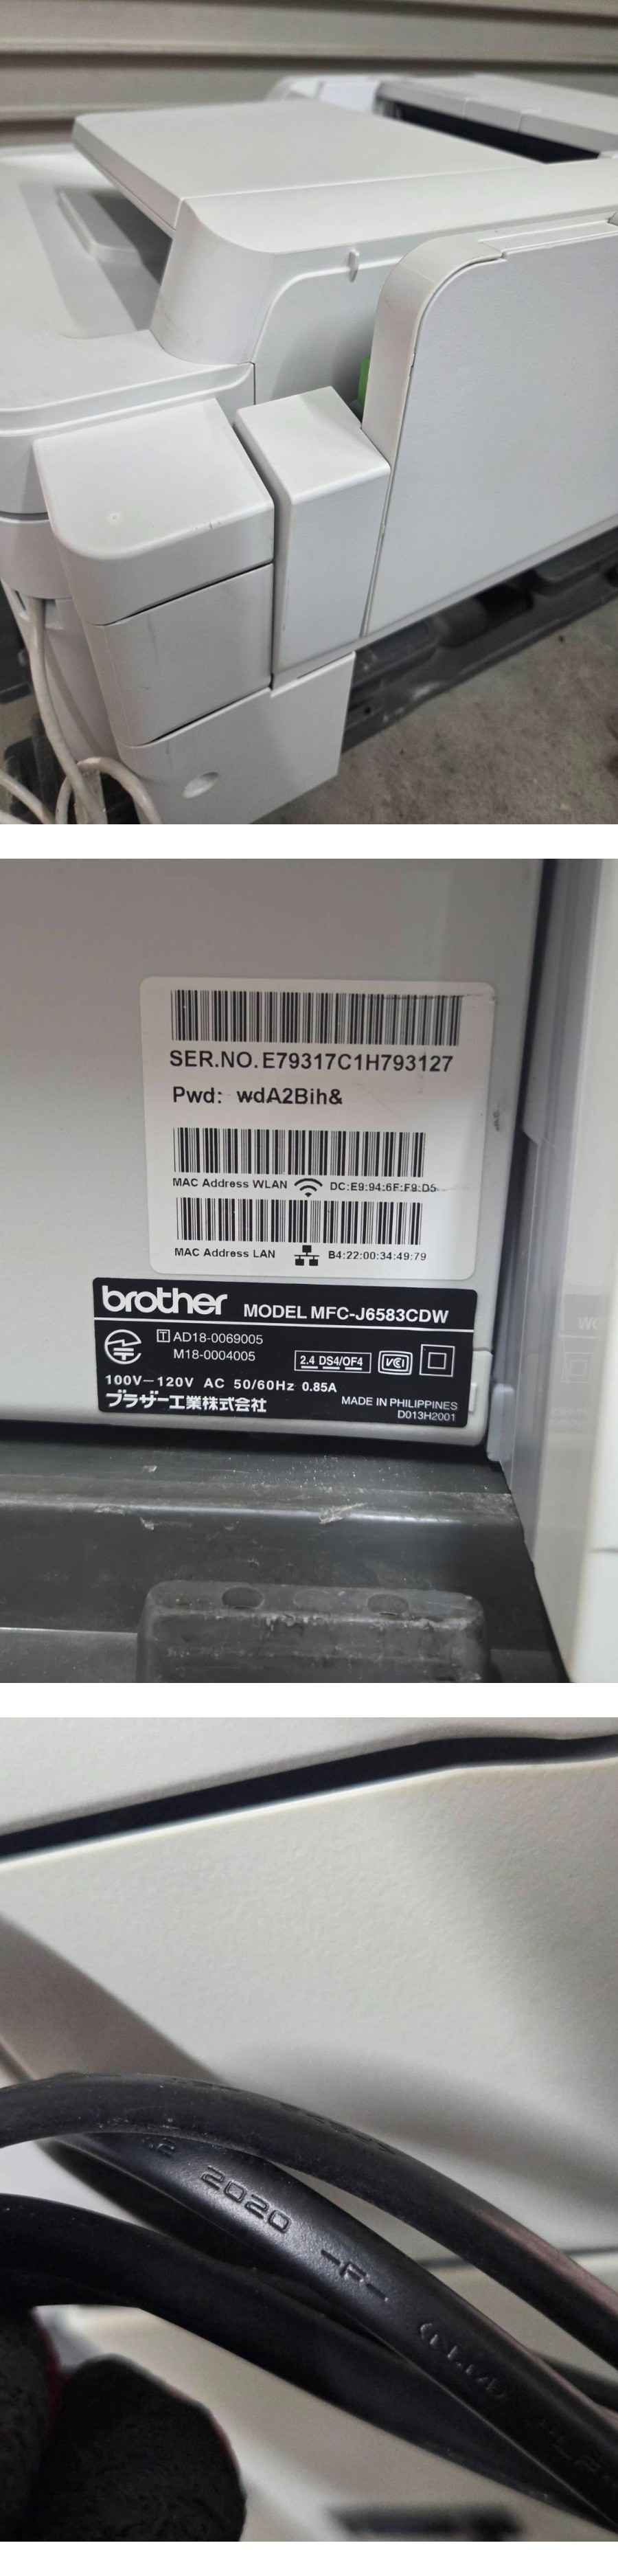 SER.NO.E79317C1H793127
Pwd: wdA2Bih&
MAC Address WLAN DC:E9:94:6F:F9:D5
MAC Address LAN B4:22:00:34:49:79
brother MODEL MFC-J6583CDW
T AD18-0069005
M18-0004005
2.4 DS4/OF4 VCI
100V–120V AC 50/60Hz 0.85A
ブラザー工業株式会社 MADE IN PHILIPPINES
D013H2001
2020 -F-